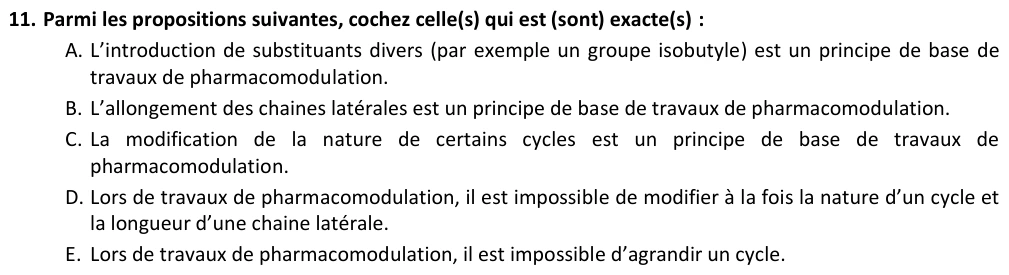 11. Parmi les propositions suivantes, cochez celle(s) qui est (sont) exacte(s) :
A. L’introduction de substituants divers (par exemple un groupe isobutyle) est un principe de base de
travaux de pharmacomodulation.
B. L’allongement des chaines latérales est un principe de base de travaux de pharmacomodulation.
C. La modification de la nature de certains cycles est un principe de base de travaux de
pharmacomodulation.
D. Lors de travaux de pharmacomodulation, il est impossible de modifier à la fois la nature d’un cycle et
la longueur d’une chaine latérale.
E. Lors de travaux de pharmacomodulation, il est impossible d’agrandir un cycle.